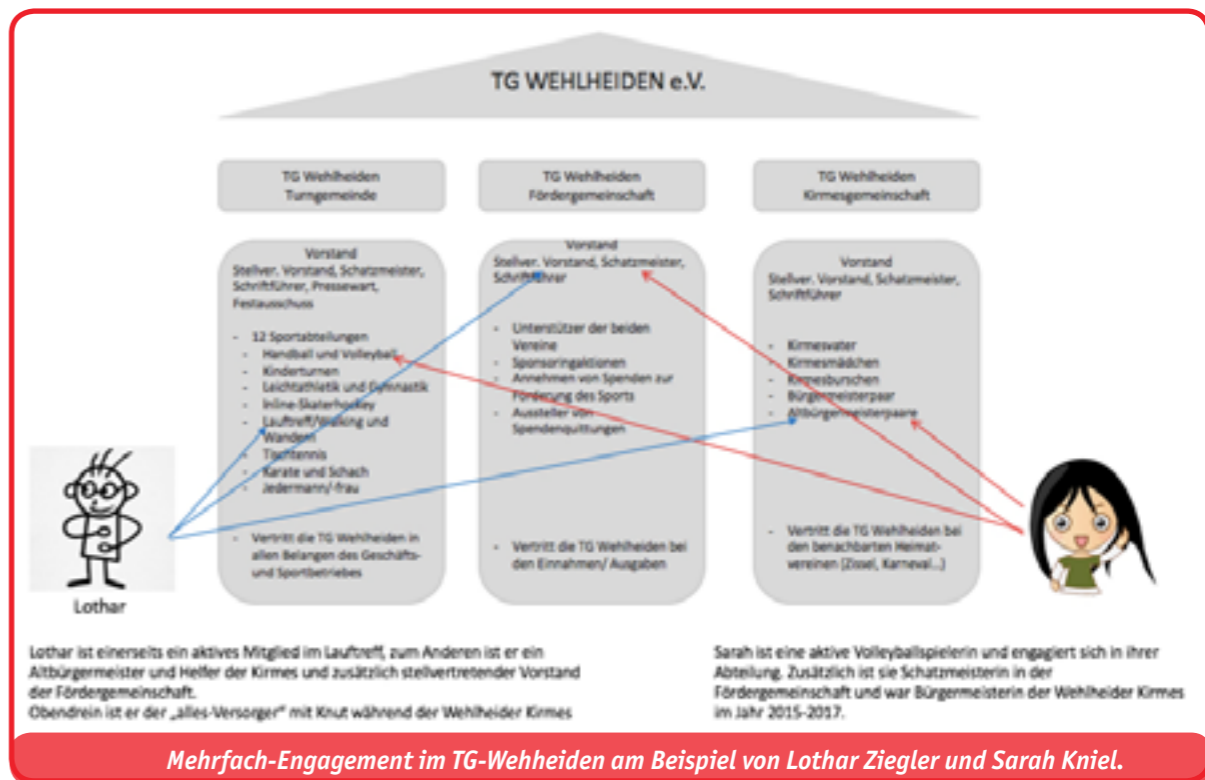 TG WEHLHEIDEN e.V.
TG Wehlheiden
Turngemeinde
TG Wehlheiden
Fördergemeinschaft
TG Wehlheiden
Kirmesgemeinschaft
Vorstand
Stellver. Vorstand, Schatzmeister,
Schriftführer, Pressewart,
Festausschuss
- 12 Sportabteilungen
- Handball und Volleyball
- Kinderturnen
- Leichtathletik und Gymnastik
- Inline-Skaterhockey
- Lauftreff/Walking und
Wandern
- Tischtennis
- Karate und Schach
- Jedermann/-frau
- Vertritt die TG Wehlheiden in
allen Belangen des Geschäfts-
und Sportbetriebes
Vorstand
Stellver. Vorstand, Schatzmeister,
Schriftführer
- Unterstützer der beiden
Vereine
- Sponsoringaktionen
- Annehmen von Spenden zur
Förderung des Sports
- Aussteller von
Spendenquittungen
- Vertritt die TG Wehlheiden bei
den Einnahmen/ Ausgaben
Vorstand
Stellver. Vorstand, Schatzmeister,
Schriftführer
- Kirmesvater
- Kirmesmädchen
- Kirmesburschen
- Bürgermeisterpaar
- Altbürgermeisterpaare
- Vertritt die TG Wehlheiden bei
den benachbarten Heimat-
vereinen (Zissel, Karneval...)
Lothar
Lothar ist einerseits ein aktives Mitglied im Lauftreff, zum Anderen ist er ein
Altbürgermeister und Helfer der Kirmes und zusätzlich stellvertretender Vorstand
der Fördergemeinschaft.
Obendrein ist er der „alles-Versorger" mit Knut während der Wehlheider Kirmes
Sarah ist eine aktive Volleyballspielerin und engagiert sich in ihrer
Abteilung. Zusätzlich ist sie Schatzmeisterin in der
Fördergemeinschaft und war Bürgermeisterin der Wehlheider Kirmes
im Jahr 2015-2017.
Mehrfach-Engagement im TG-Wehheiden am Beispiel von Lothar Ziegler und Sarah Kniel.